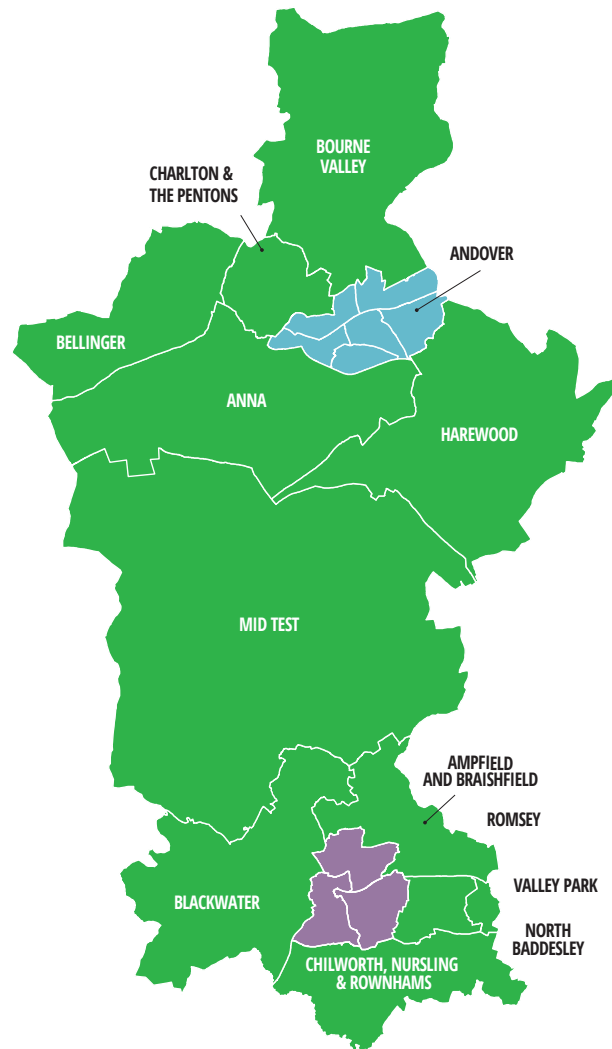 BOURNE
VALLEY
CHARLTON &
THE PENTONS
ANDOVER
BELLINGER
ANNA
HAREWOOD
MID TEST
AMPFIELD
AND BRAISHFIELD
ROMSEY
VALLEY PARK
BLACKWATER
NORTH
BADDESLEY
CHILWORTH, NURSLING
& ROWNHAMS